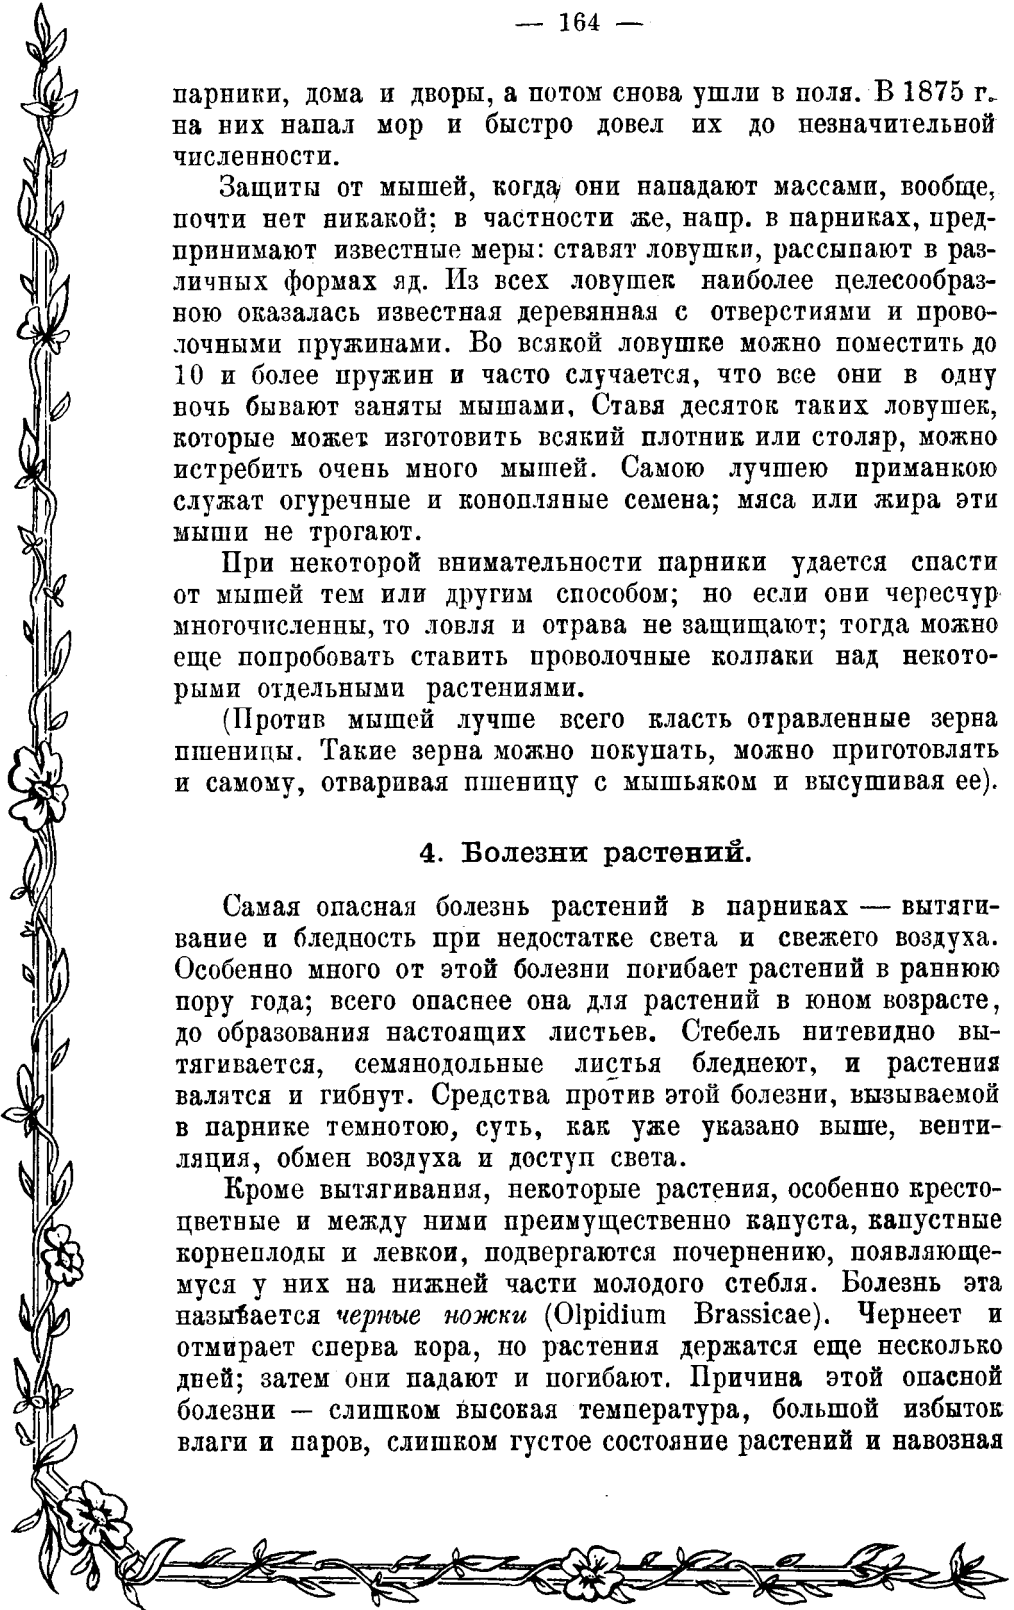 — 164 —
парники, дома и дворы, а потом снова ушли в поля. В 1875 г.
на них напал мор и быстро довел их до незначительной
численности.
Защиты от мышей, когда они нападают массами, вообще,
почти нет никакой; в частности же, напр. в парниках, пред-
принимают известные меры: ставят ловушки, рассыпают в раз-
личных формах яд. Из всех ловушек наиболее целесообраз-
ною оказалась известная деревянная с отверстиями и прово-
лочными пружинами. Во всякой ловушке можно поместить до
10 и более пружин и часто случается, что все они в одну
ночь бывают заняты мышами, Ставя десяток таких ловушек,
которые может изготовить всякий плотник или столяр, можно
истребить очень много мышей. Самою лучшею приманкою
служат огуречные и конопляные семена; мяса или жира эти
мыши не трогают.
При некоторой внимательности парники удается спасти
от мышей тем или другим способом; но если они чересчур
многочисленны, то ловля и отрава не защищают; тогда можно
еще попробовать ставить проволочные колпаки над некото-
рыми отдельными растениями.
(Против мышей лучше всего класть отравленные зерна
пшеницы. Такие зерна можно покупать, можно приготовлять
и самому, отваривая пшеницу с мышьяком и высушивая ее).
4. Болезни растений.
Самая опасная болезнь растений в парниках — вытяги-
вание и бледность при недостатке света и свежего воздуха.
Особенно много от этой болезни погибает растений в раннюю
пору года; всего опаснее она для растений в юном возрасте,
до образования настоящих листьев. Стебель нитевидно вы-
тягивается, семянодольные листья бледнеют, и растения
валятся и гибнут. Средства против этой болезни, вызываемой
в парнике темнотою, суть, как уже указано выше, венти-
ляция, обмен воздуха и доступ света.
Кроме вытягивания, некоторые растения, особенно кресто-
цветные и между ними преимущественно капуста, капустные
корнеплоды и левкои, подвергаются почернению, появляюще-
муся у них на нижней части молодого стебля. Болезнь эта
называется черные ножки (Olpidium Brassicae). Чернеет и
отмирает сперва кора, но растения держатся еще несколько
дней; затем они падают и погибают. Причина этой опасной
болезни — слишком высокая температура, большой избыток
влаги и паров, слишком густое состояние растений и навозная